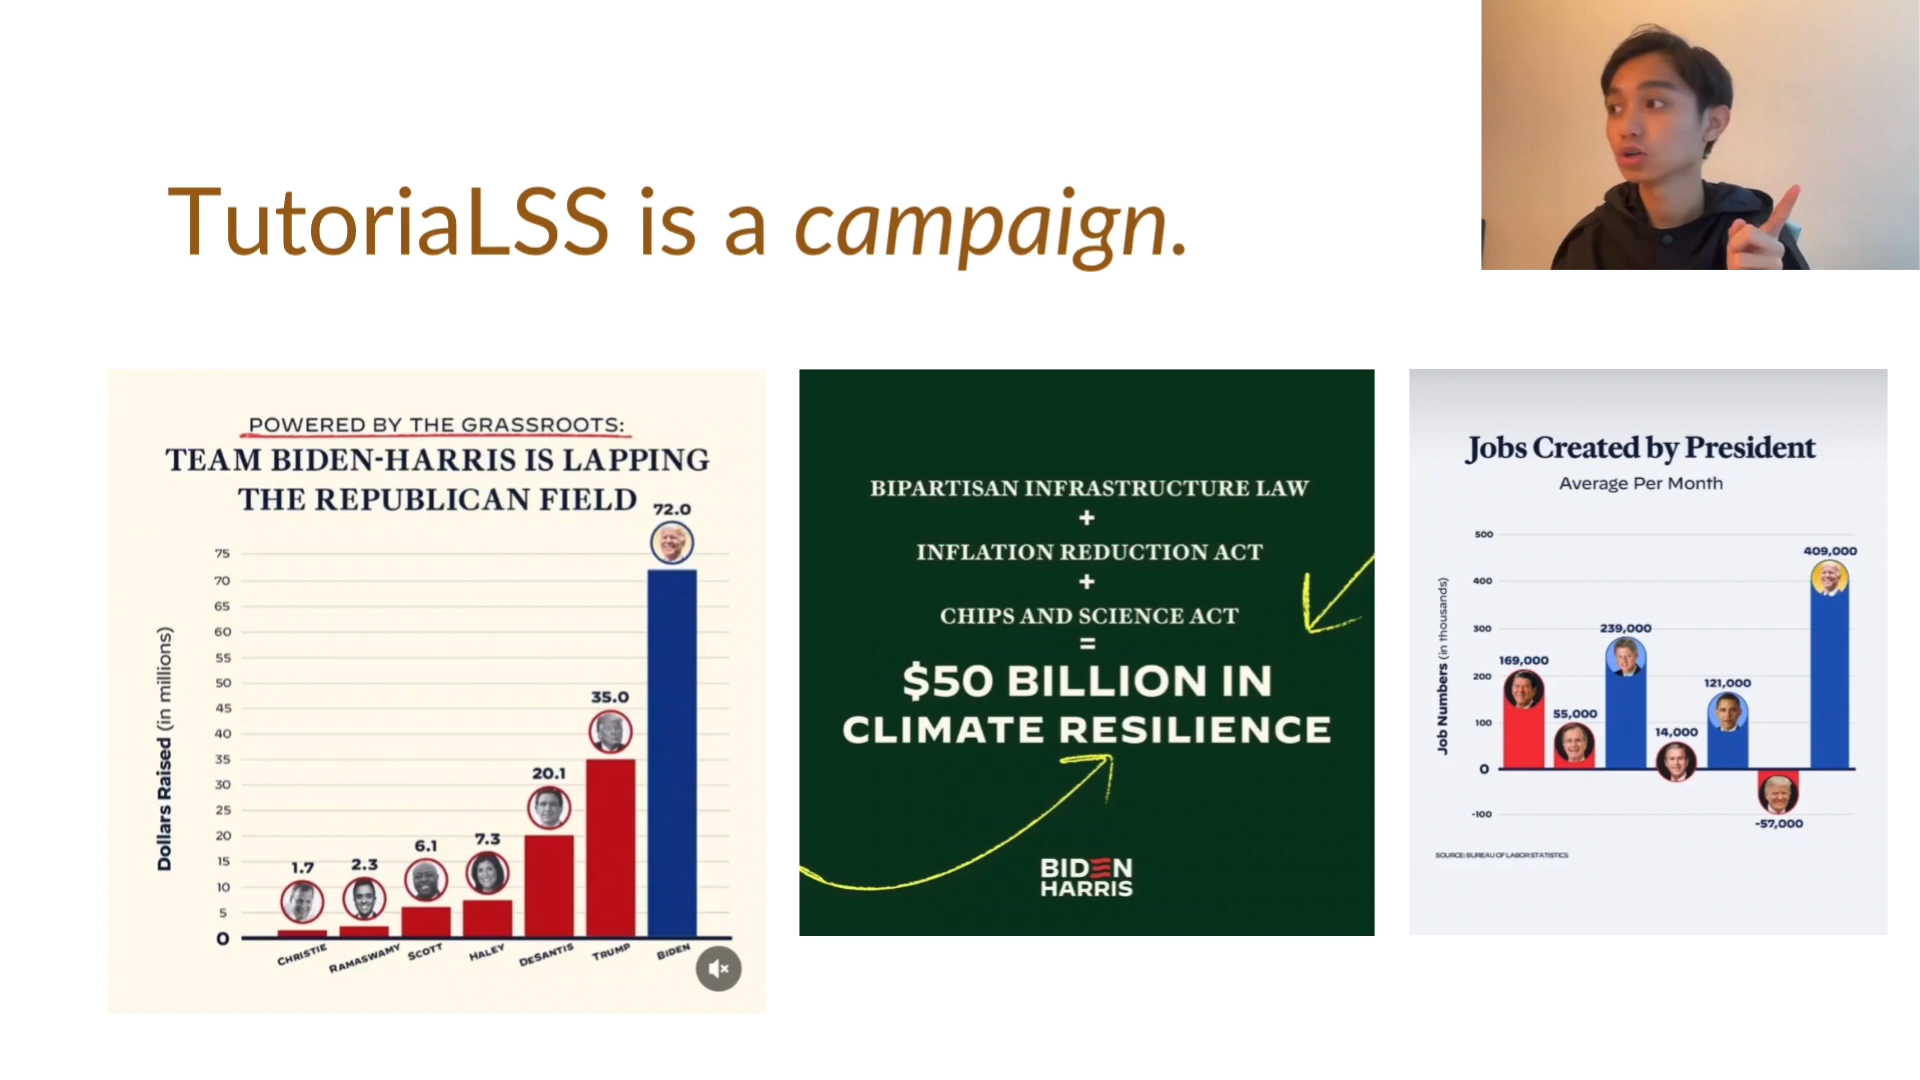 TutoriaLSS is a campaign.
POWERED BY THE GRASSROOTS:
TEAM BIDEN-HARRIS IS LAPPING
THE REPUBLICAN FIELD
72.0
75
70
65
60
55
50
45
40
35
30
25
20
15
10
5
0
Dollars Raised (in millions)
1.7
2.3
6.1
7.3
20.1
35.0
CHRISTIE
RAMASWAMY
SCOTT
HALEY
DESANTIS
TRUMP
BIDEN
BIPARTISAN INFRASTRUCTURE LAW
+
INFLATION REDUCTION ACT
+
CHIPS AND SCIENCE ACT
=
$50 BILLION IN
CLIMATE RESILIENCE
BIDEN
HARRIS
Jobs Created by President
Average Per Month
500
400
300
200
100
0
-100
Job Numbers (in thousands)
169,000
55,000
239,000
14,000
121,000
-57,000
409,000
SOURCE: BUREAU OF LABOR STATISTICS